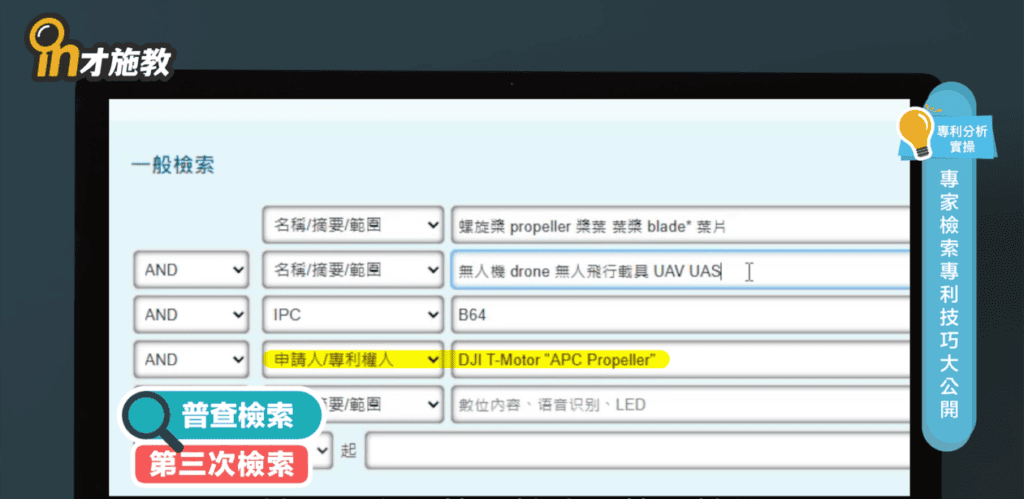 in才施教
專利分析
實操
專家檢索專利技巧大公開
一般檢索
名稱/摘要/範圍 螺旋槳 propeller 槳葉 葉槳 blade* 葉片
AND 名稱/摘要/範圍 無人機 drone 無人飛行載具 UAV UAS
AND IPC B64
AND 申請人/專利權人 DJI T-Motor "APC Propeller"
要/範圍 數位內容、语音识别、LED
起
普查檢索
第三次檢索